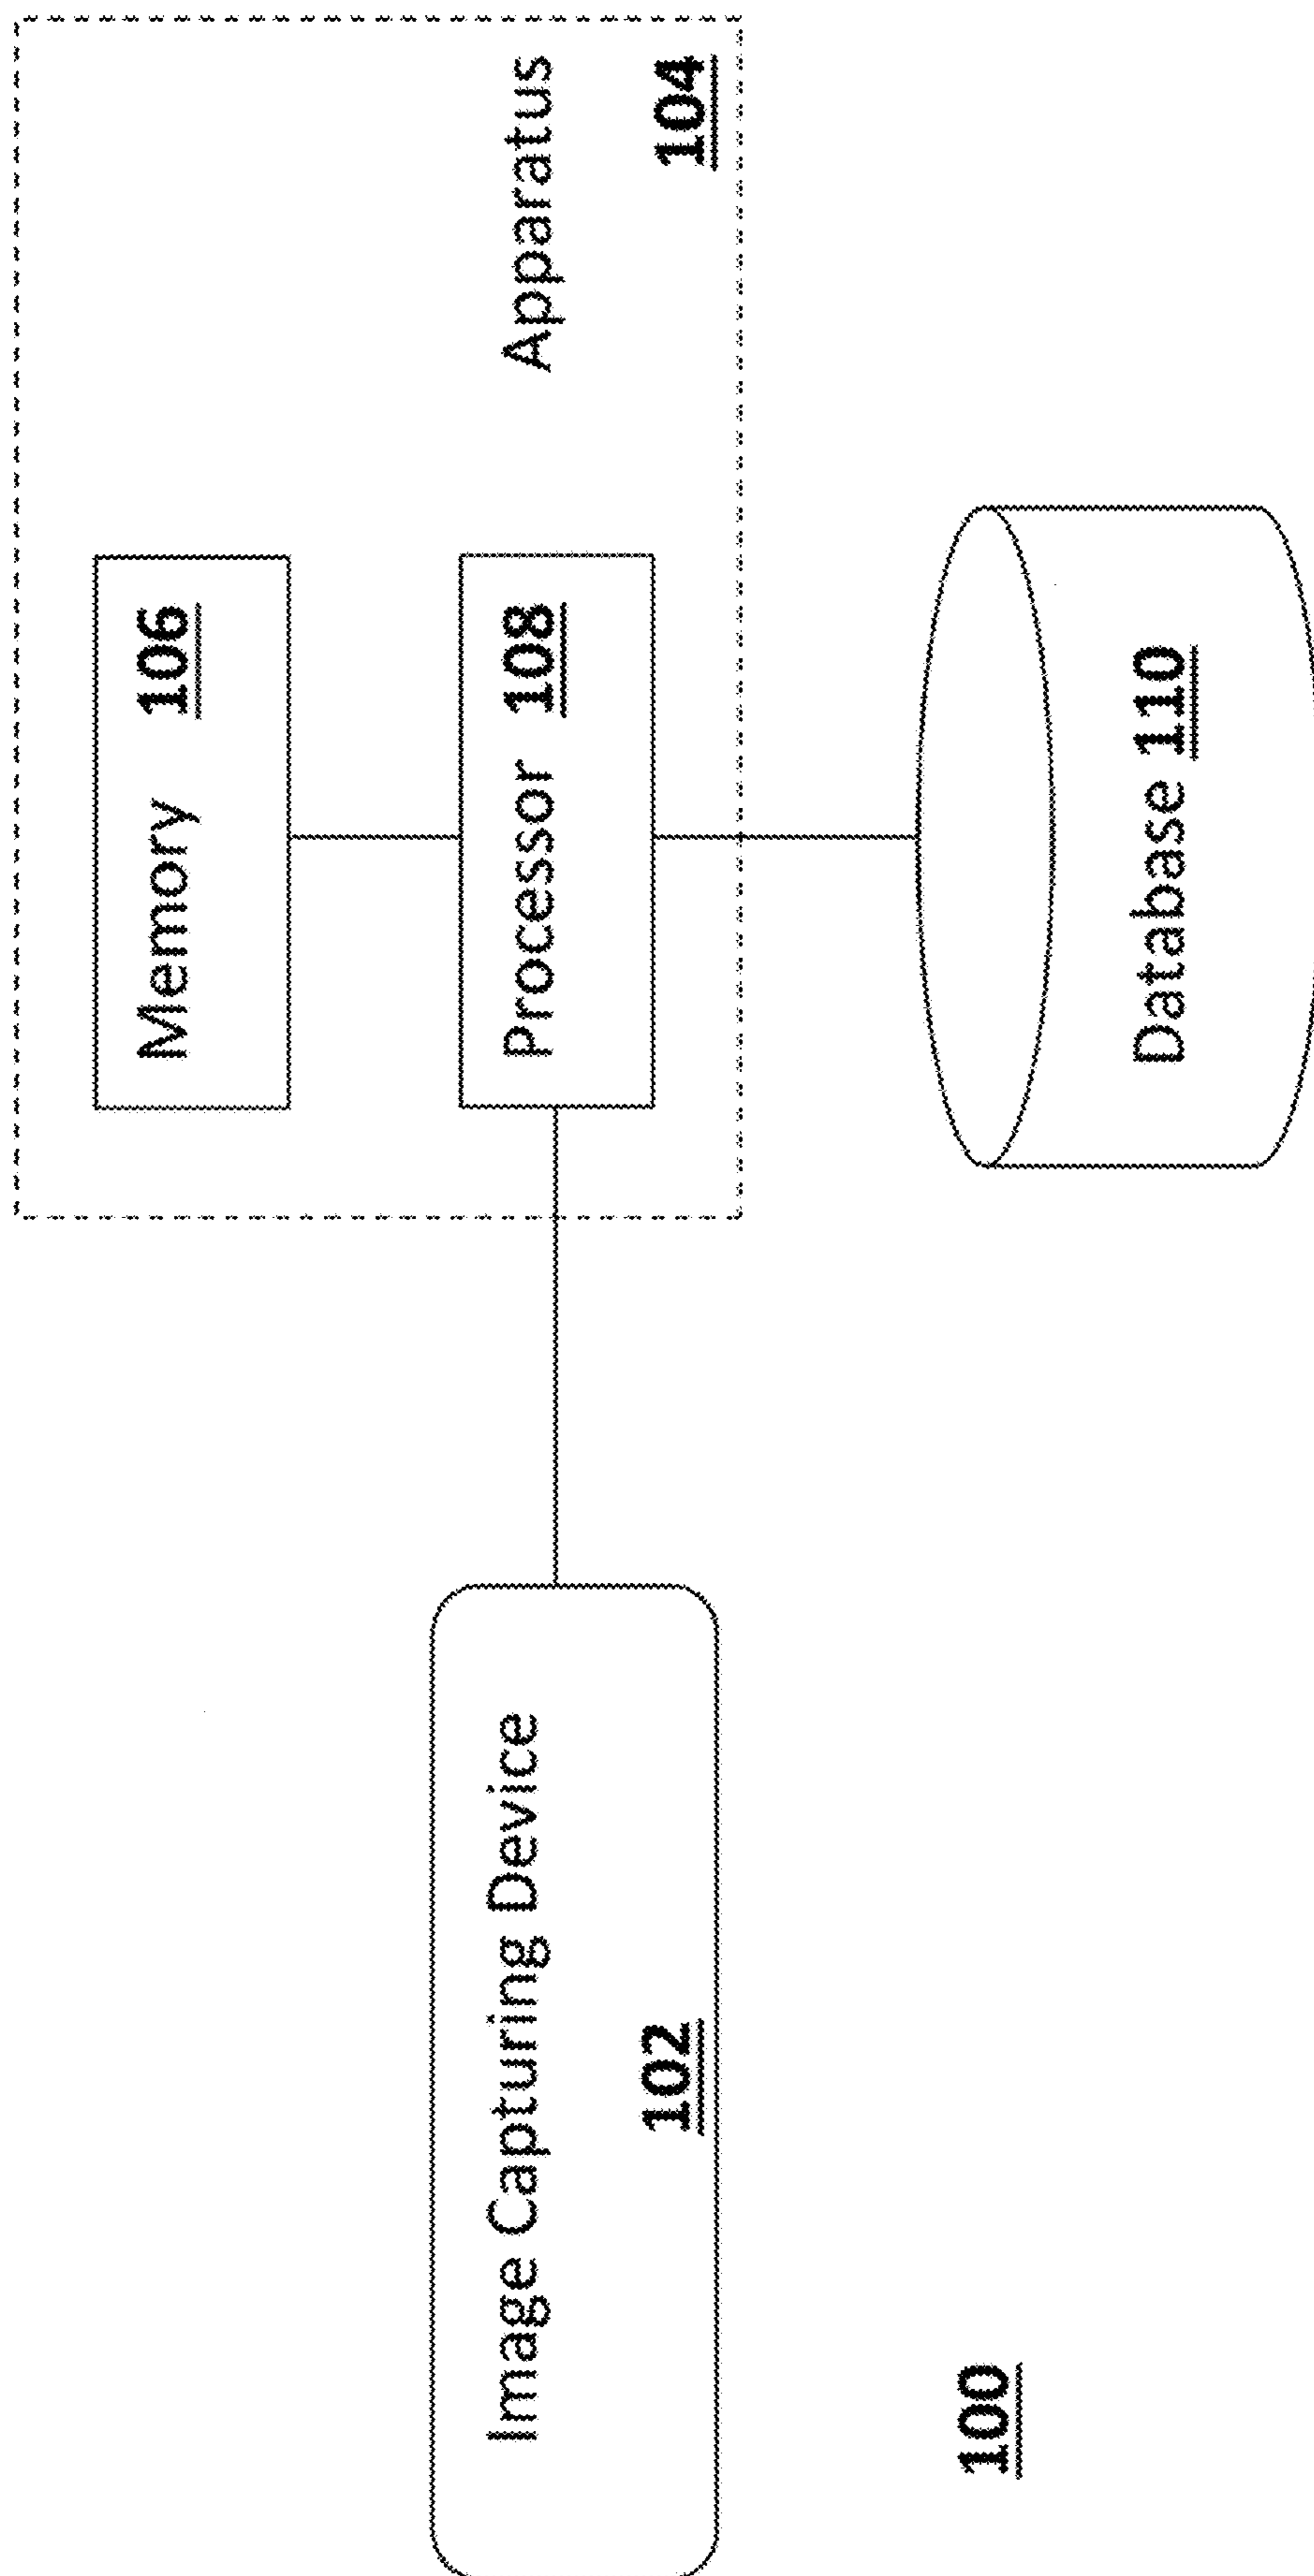 Memory 106
Image Capturing Device
102
Processor 108
Apparatus
104
Database 110
100